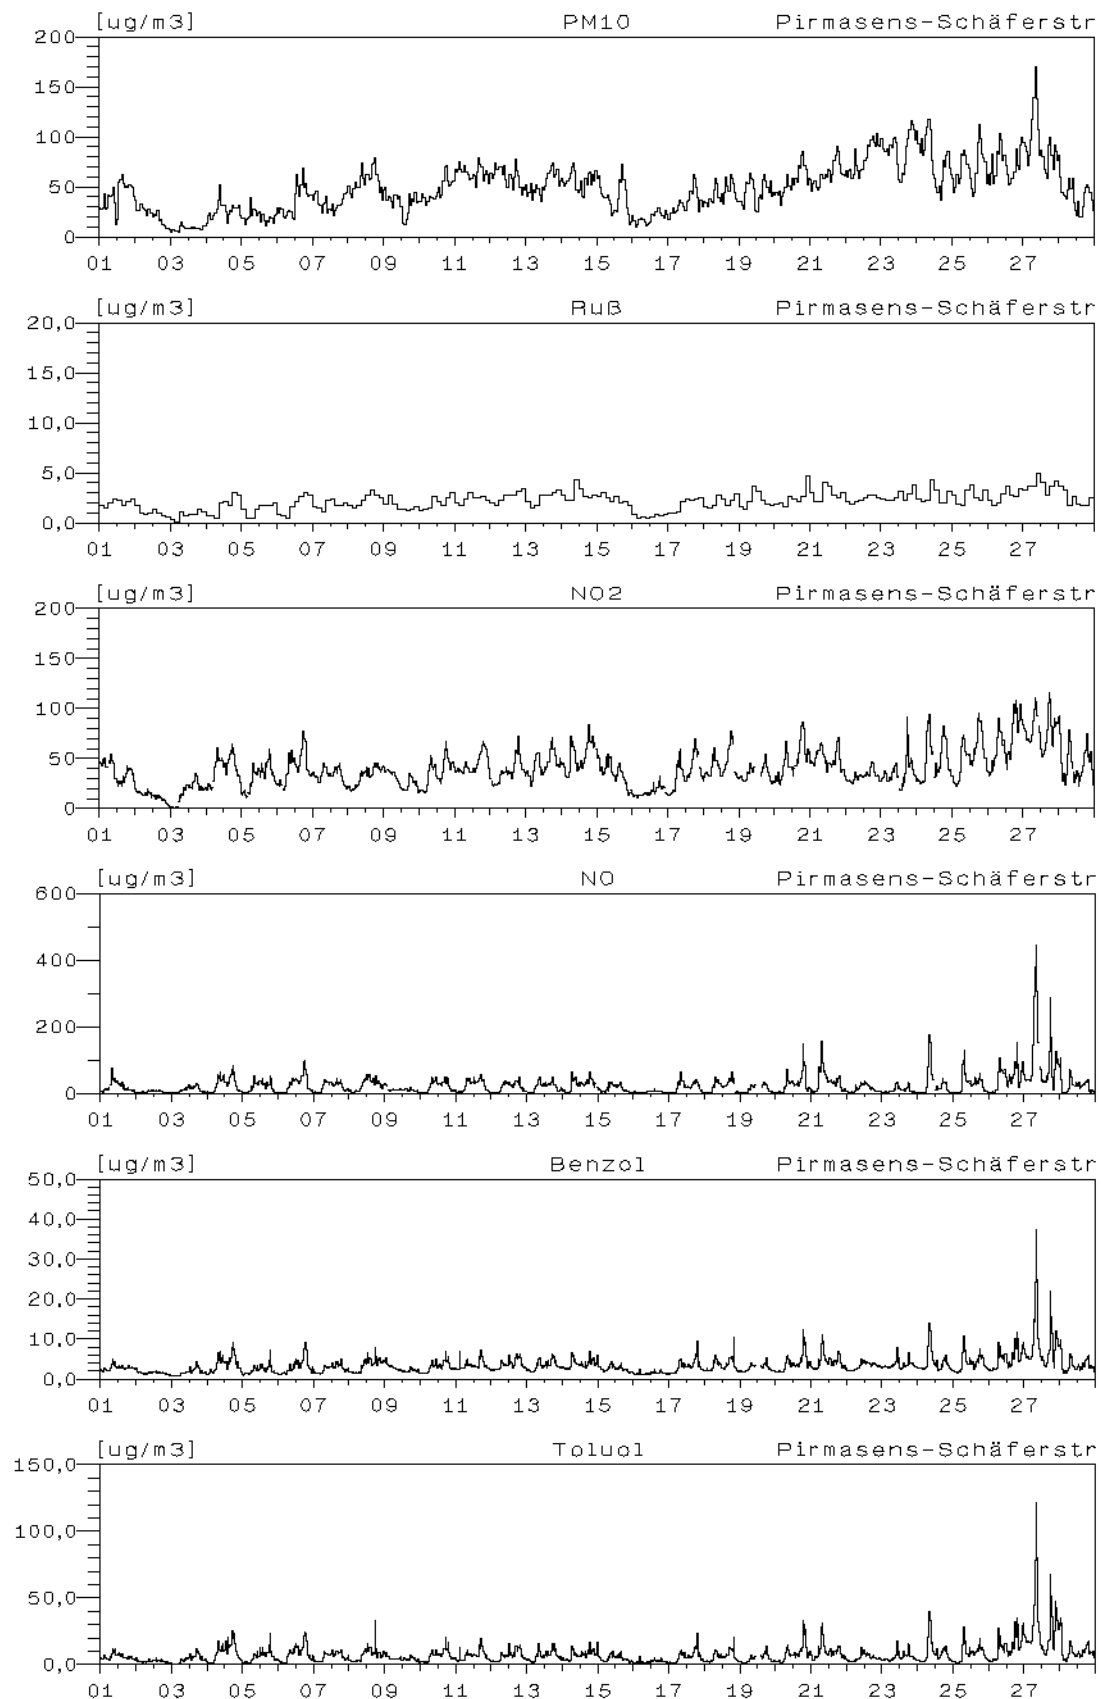 [ug/m3] PM10 Pirmasens-Schäferstr
200
150
100
50
0
01 03 05 07 09 11 13 15 17 19 21 23 25 27
[ug/m3] Ruß Pirmasens-Schäferstr
20,0
15,0
10,0
5,0
0,0
01 03 05 07 09 11 13 15 17 19 21 23 25 27
[ug/m3] NO2 Pirmasens-Schäferstr
200
150
100
50
0
01 03 05 07 09 11 13 15 17 19 21 23 25 27
[ug/m3] NO Pirmasens-Schäferstr
600
400
200
0
01 03 05 07 09 11 13 15 17 19 21 23 25 27
[ug/m3] Benzol Pirmasens-Schäferstr
50,0
40,0
30,0
20,0
10,0
0,0
01 03 05 07 09 11 13 15 17 19 21 23 25 27
[ug/m3] Toluol Pirmasens-Schäferstr
150,0
100,0
50,0
0,0
01 03 05 07 09 11 13 15 17 19 21 23 25 27